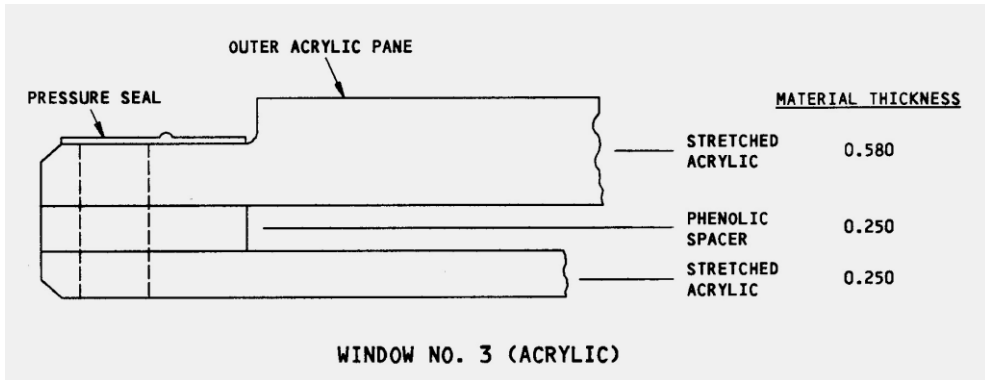 OUTER ACRYLIC PANE
PRESSURE SEAL
MATERIAL THICKNESS
STRETCHED
ACRYLIC
0.580
PHENOLIC
SPACER
0.250
STRETCHED
ACRYLIC
0.250
WINDOW NO. 3 (ACRYLIC)